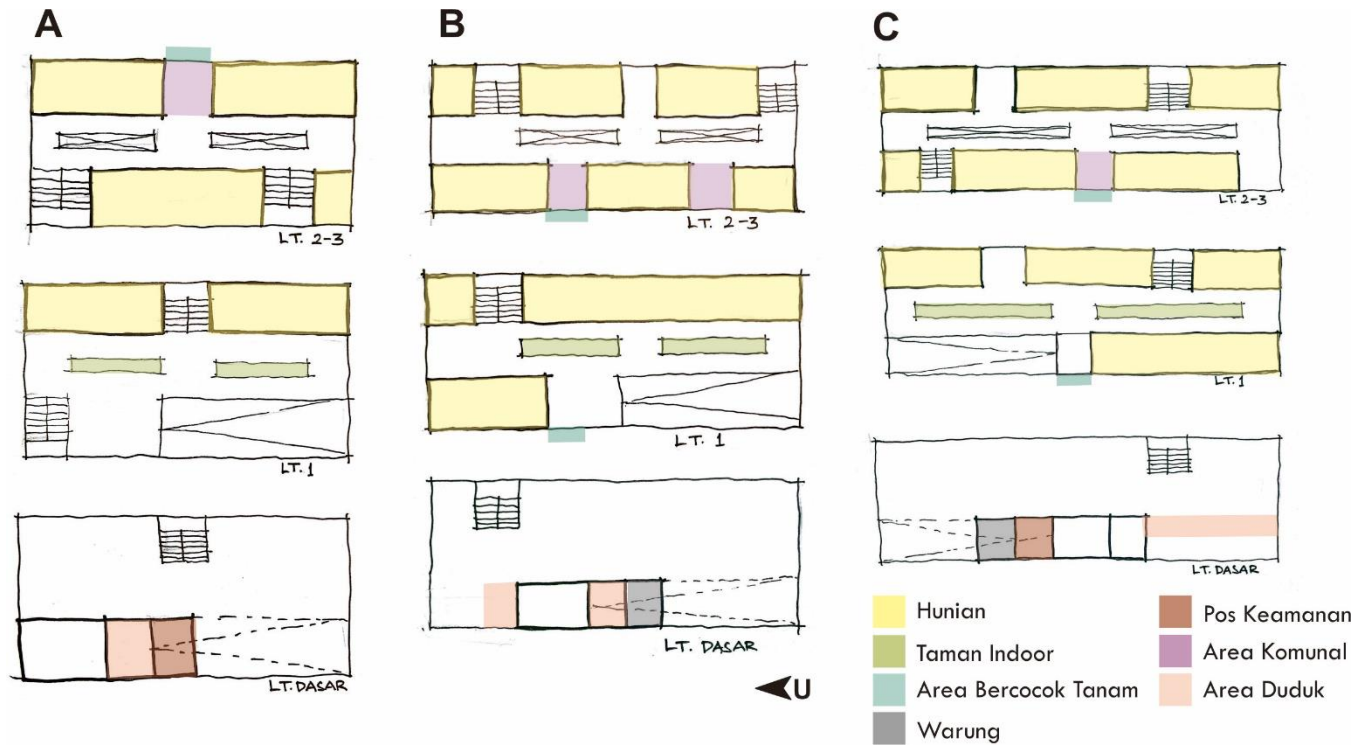 A
LT. 2-3
LT. 1
LT. DASAR
B
LT. 2-3
LT. 1
LT. DASAR
U
C
LT. 2-3
LT. 1
LT. DASAR
Hunian
Taman Indoor
Area Bercocok Tanam
Warung
Pos Keamanan
Area Komunal
Area Duduk